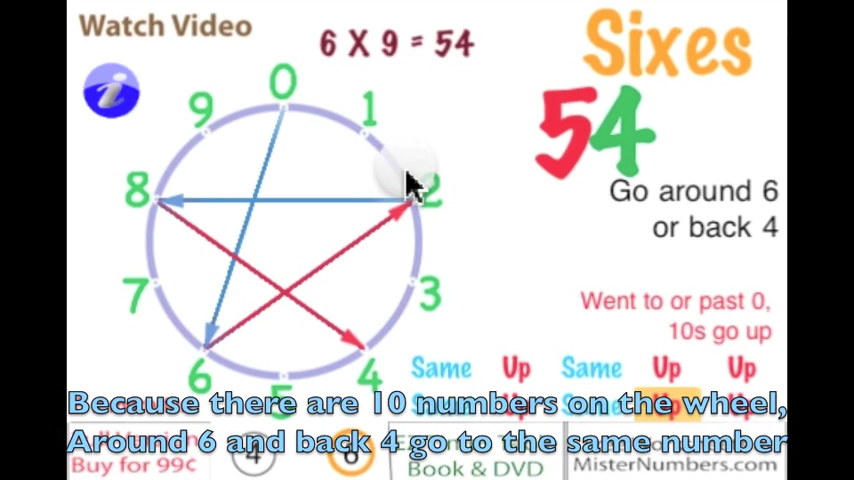 Watch Video
6 X 9 = 54
Sixes
54
Go around 6
or back 4
Went to or past 0,
10s go up
0
1
2
3
4
5
6
7
8
9
Same Up Same Up Up
Up
Because there are 10 numbers on the wheel,
Around 6 and back 4 go to the same number
Buy for 99¢
4
6
Book & DVD
MisterNumbers.com